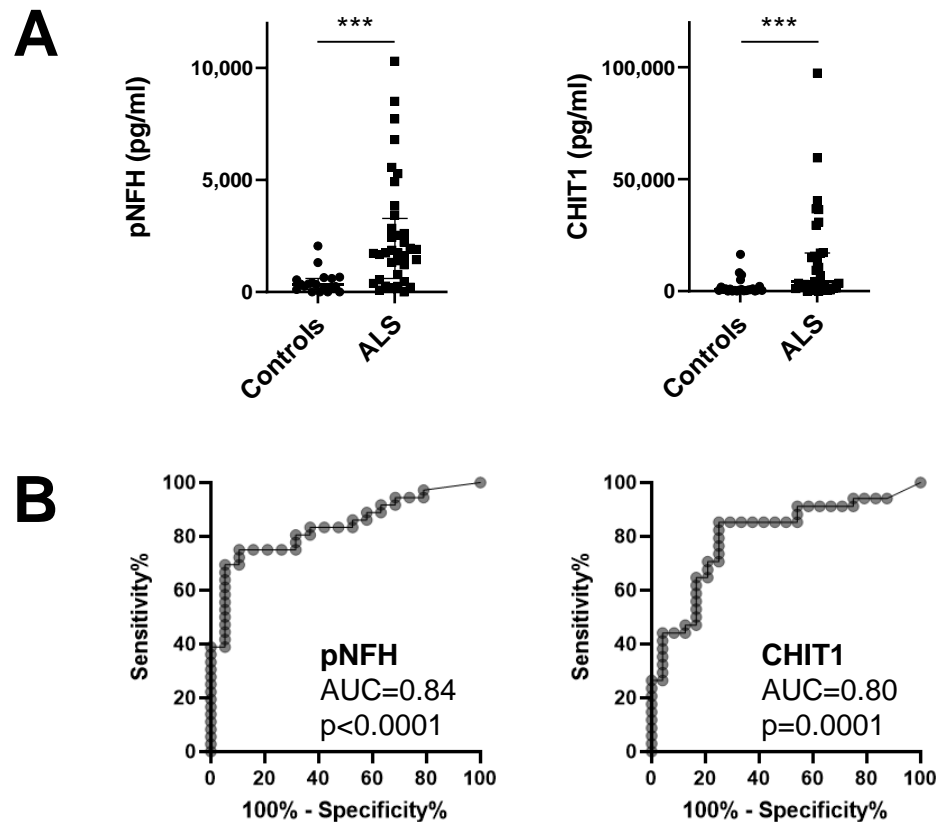 A
***
10,000
5,000
0
pNFH (pg/ml)
Controls
ALS
***
100,000
50,000
0
CHIT1 (pg/ml)
Controls
ALS
B
100
80
60
40
20
0
Sensitivity%
pNFH
AUC=0.84
p<0.0001
0 20 40 60 80 100
100% - Specificity%
100
80
60
40
20
0
Sensitivity%
CHIT1
AUC=0.80
p=0.0001
0 20 40 60 80 100
100% - Specificity%